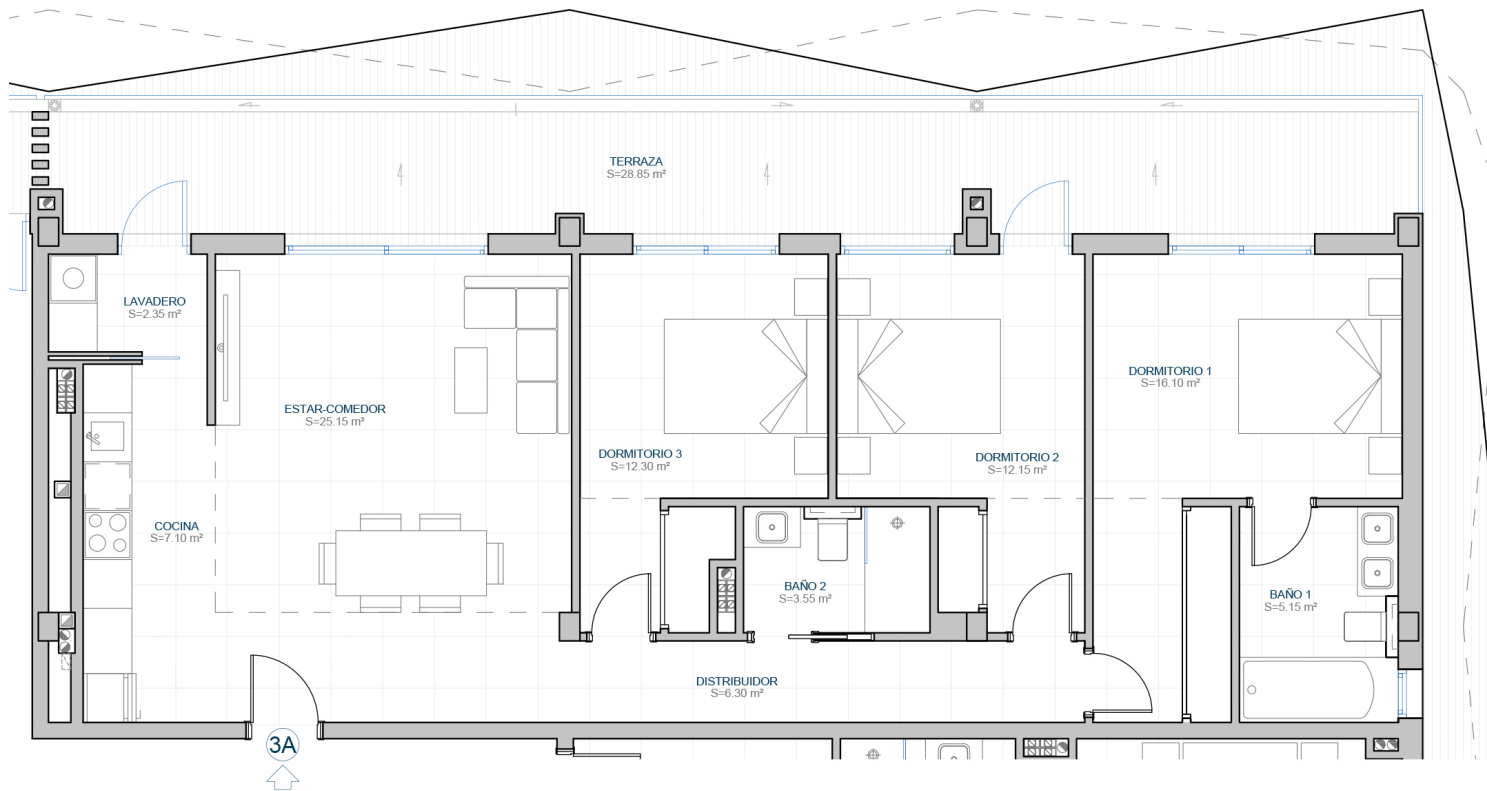 TERRAZA
S=28.85 m²
LAVADERO
S=2.35 m²
ESTAR-COMEDOR
S=25.15 m²
DORMITORIO 3
S=12.30 m²
DORMITORIO 2
S=12.15 m²
DORMITORIO 1
S=16.10 m²
COCINA
S=7.10 m²
BAÑO 2
S=3.55 m²
BAÑO 1
S=5.15 m²
DISTRIBUIDOR
S=6.30 m²
3A